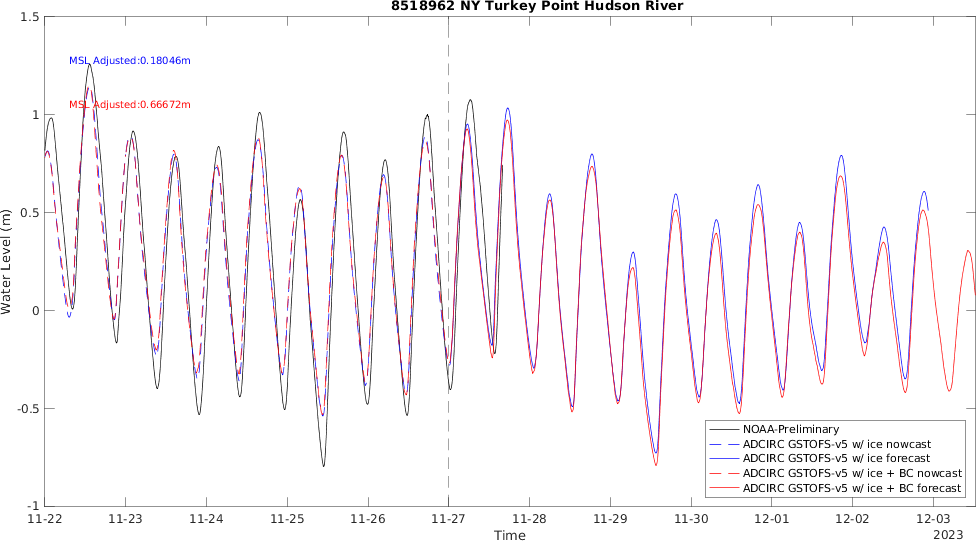 8518962 NY Turkey Point Hudson River
Water Level (m)
1.5
1
0.5
0
-0.5
-1
MSL Adjusted:0.18046m
MSL Adjusted:0.66672m
NOAA-Preliminary
ADCIRC GSTOFS-v5 w/ ice nowcast
ADCIRC GSTOFS-v5 w/ ice forecast
ADCIRC GSTOFS-v5 w/ ice + BC nowcast
ADCIRC GSTOFS-v5 w/ ice + BC forecast
11-22 11-23 11-24 11-25 11-26 11-27 11-28 11-29 11-30 12-01 12-02 12-03
Time
2023